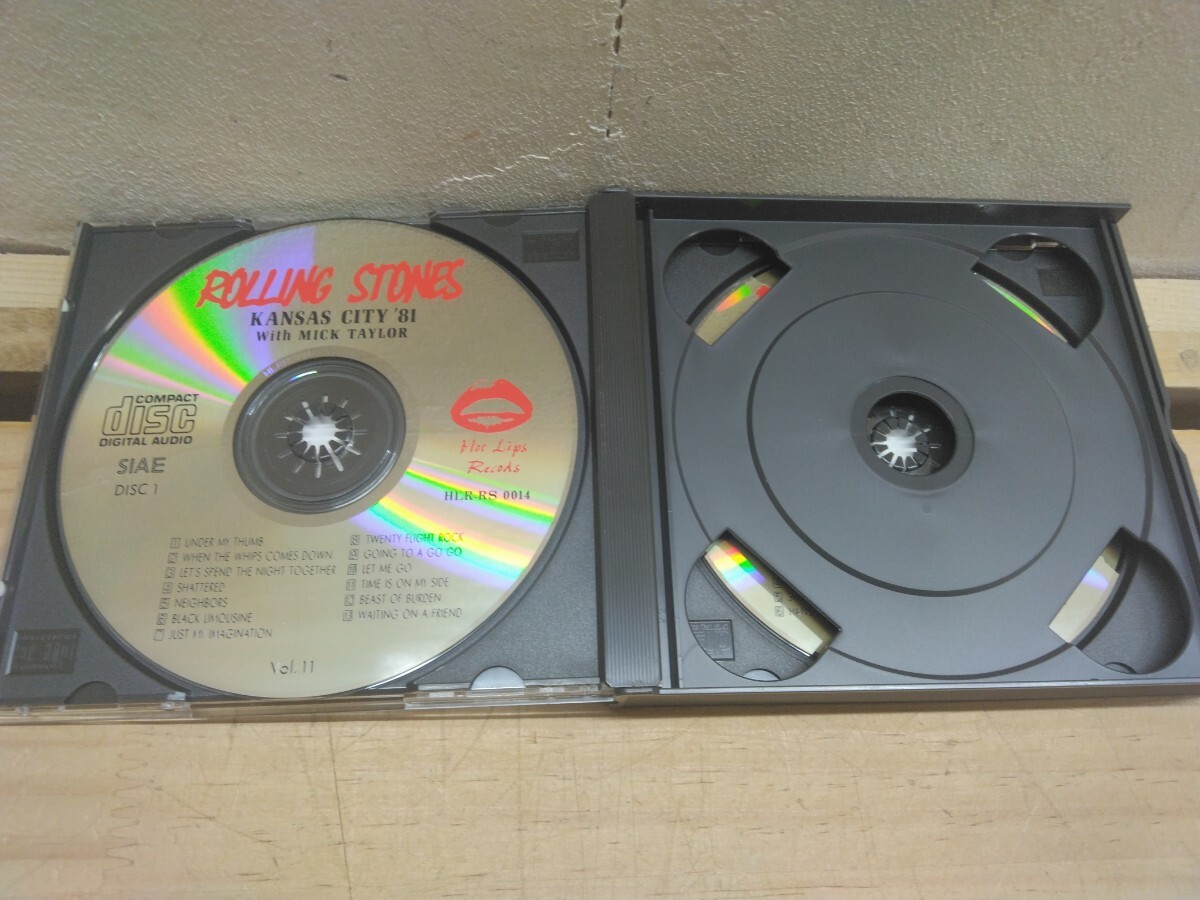 ROLLING STONES
KANSAS CITY '81
With MICK TAYLOR
COMPACT
disc
DIGITAL AUDIO
SIAE
DISC 1
Hot Lips
Records
HLR-RS 0014
UNDER MY THUMB
WHEN THE WHIPS COMES DOWN
LET'S SPEND THE NIGHT TOGETHER
SHATTERED
NEIGHBORS
BLACK LIMOUSINE
JUST MY IMAGINATION
TWENTY FLIGHT ROCK
GOING TO A GO GO
LET ME GO
TIME IS ON MY SIDE
BEAST OF BURDEN
WAITING ON A FRIEND
Vol. 11